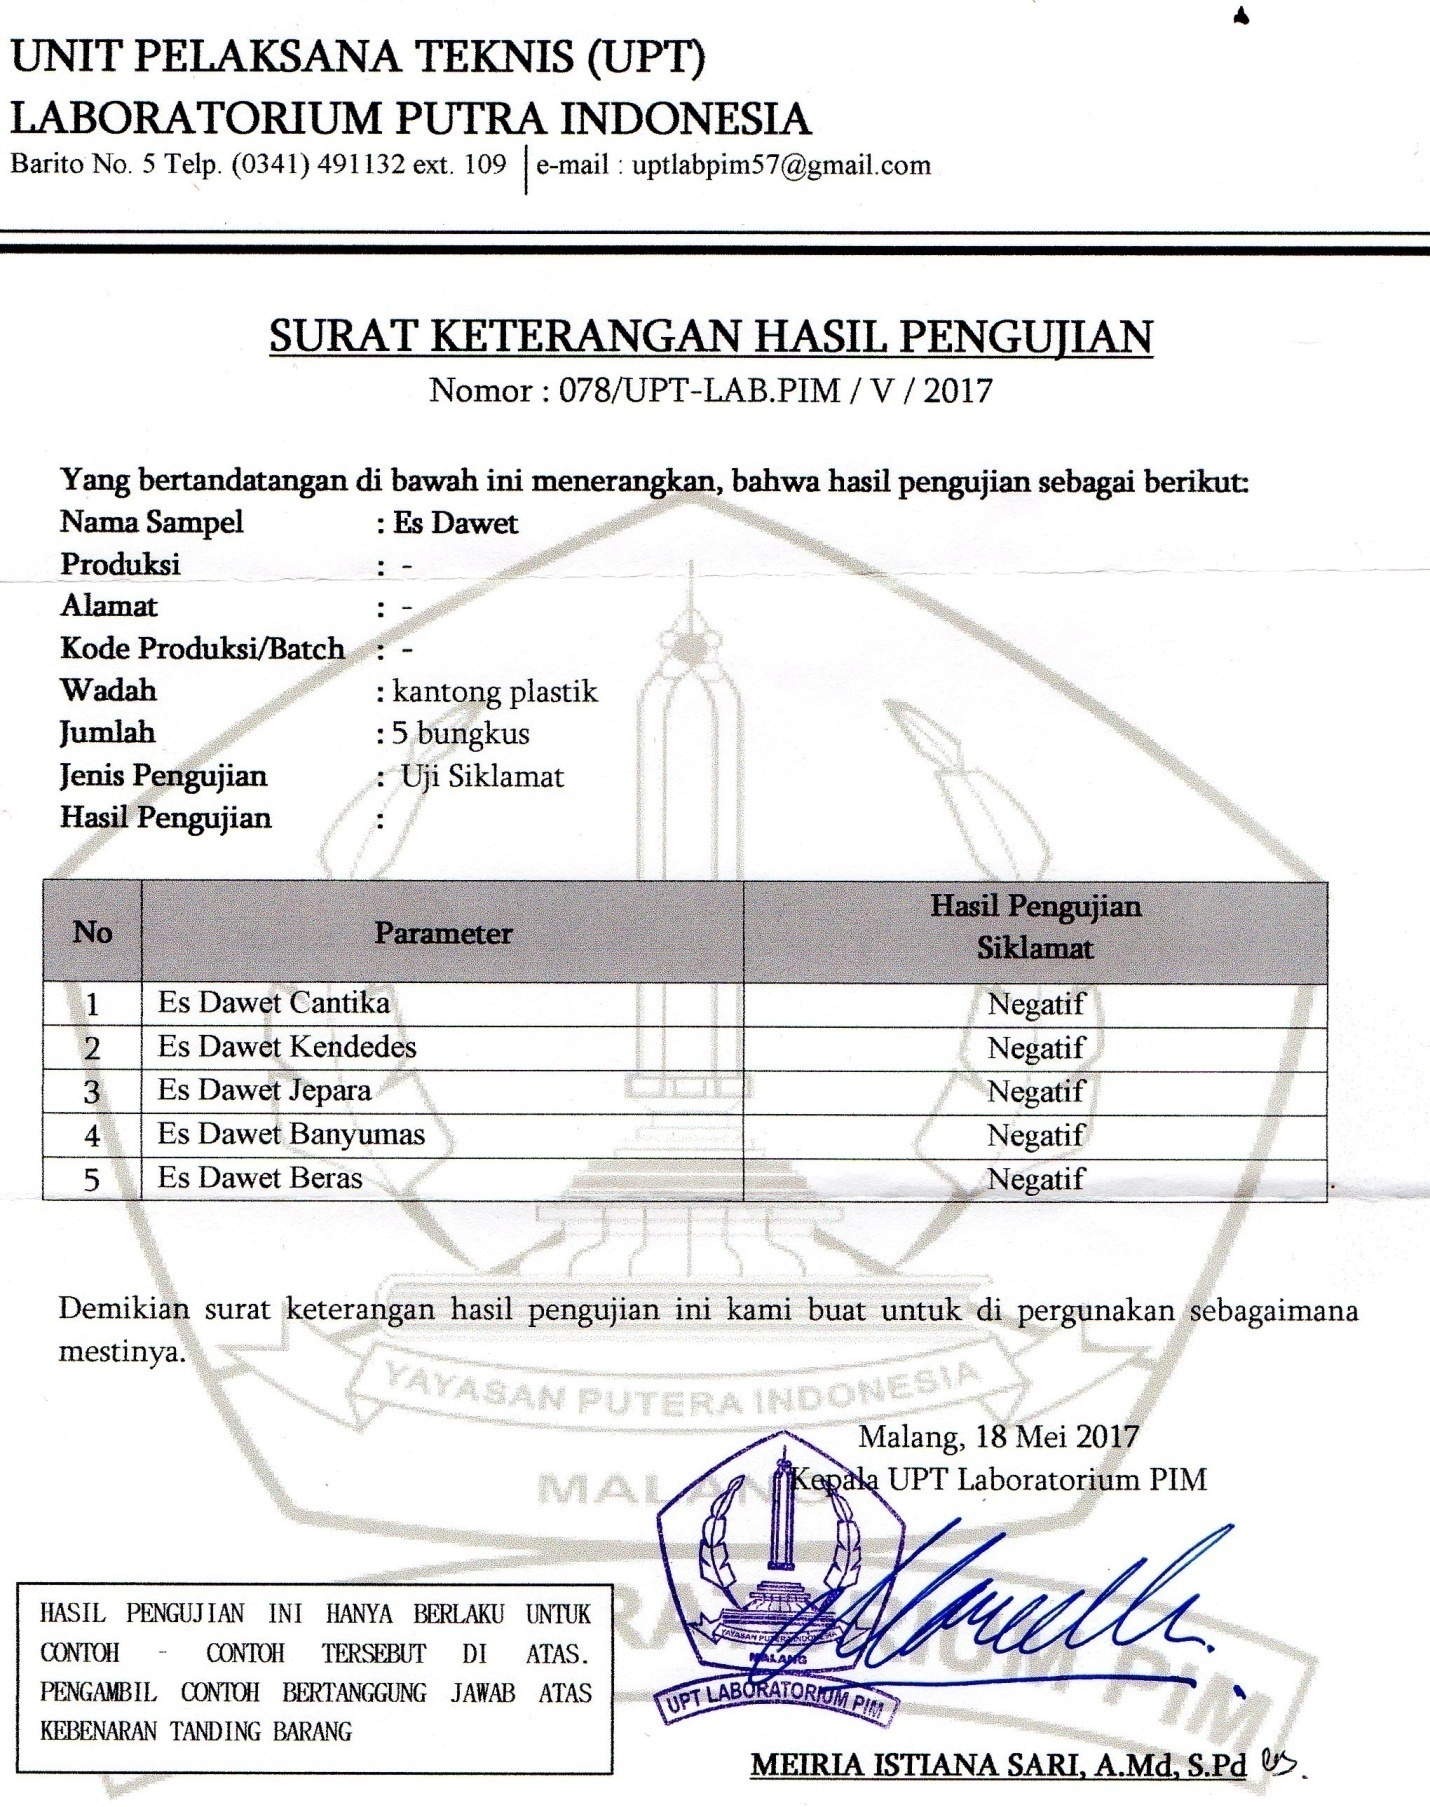 UNIT PELAKSANA TEKNIS (UPT)
LABORATORIUM PUTRA INDONESIA
Barito No. 5 Telp. (0341) 491132 ext. 109 | e-mail : uptlabpim57@gmail.com
SURAT KETERANGAN HASIL PENGUJIAN
Nomor : 078/UPT-LAB.PIM / V / 2017
Yang bertandatangan di bawah ini menerangkan, bahwa hasil pengujian sebagai berikut:
Nama Sampel : Es Dawet
Produksi : -
Alamat : -
Kode Produksi/Batch : -
Wadah : kantong plastik
Jumlah : 5 bungkus
Jenis Pengujian : Uji Siklamat
Hasil Pengujian :
No Parameter Hasil Pengujian Siklamat
1 Es Dawet Cantika Negatif
2 Es Dawet Kendedes Negatif
3 Es Dawet Jepara Negatif
4 Es Dawet Banyumas Negatif
5 Es Dawet Beras Negatif
Demikian surat keterangan hasil pengujian ini kami buat untuk di pergunakan sebagaimana
mestinya.
YAYASAN PUTERA INDONESIA
MALANG
Malang, 18 Mei 2017
Kepala UPT Laboratorium PIM
YAYASAN PUTERA INDONESIA
MALANG
UPT LABORATORIUM PIM
HASIL PENGUJIAN INI HANYA BERLAKU UNTUK
CONTOH - CONTOH TERSEBUT DI ATAS.
PENGAMBIL CONTOH BERTANGGUNG JAWAB ATAS
KEBENARAN TANDING BARANG
MEIRIA ISTIANA SARI, A.Md, S.Pd